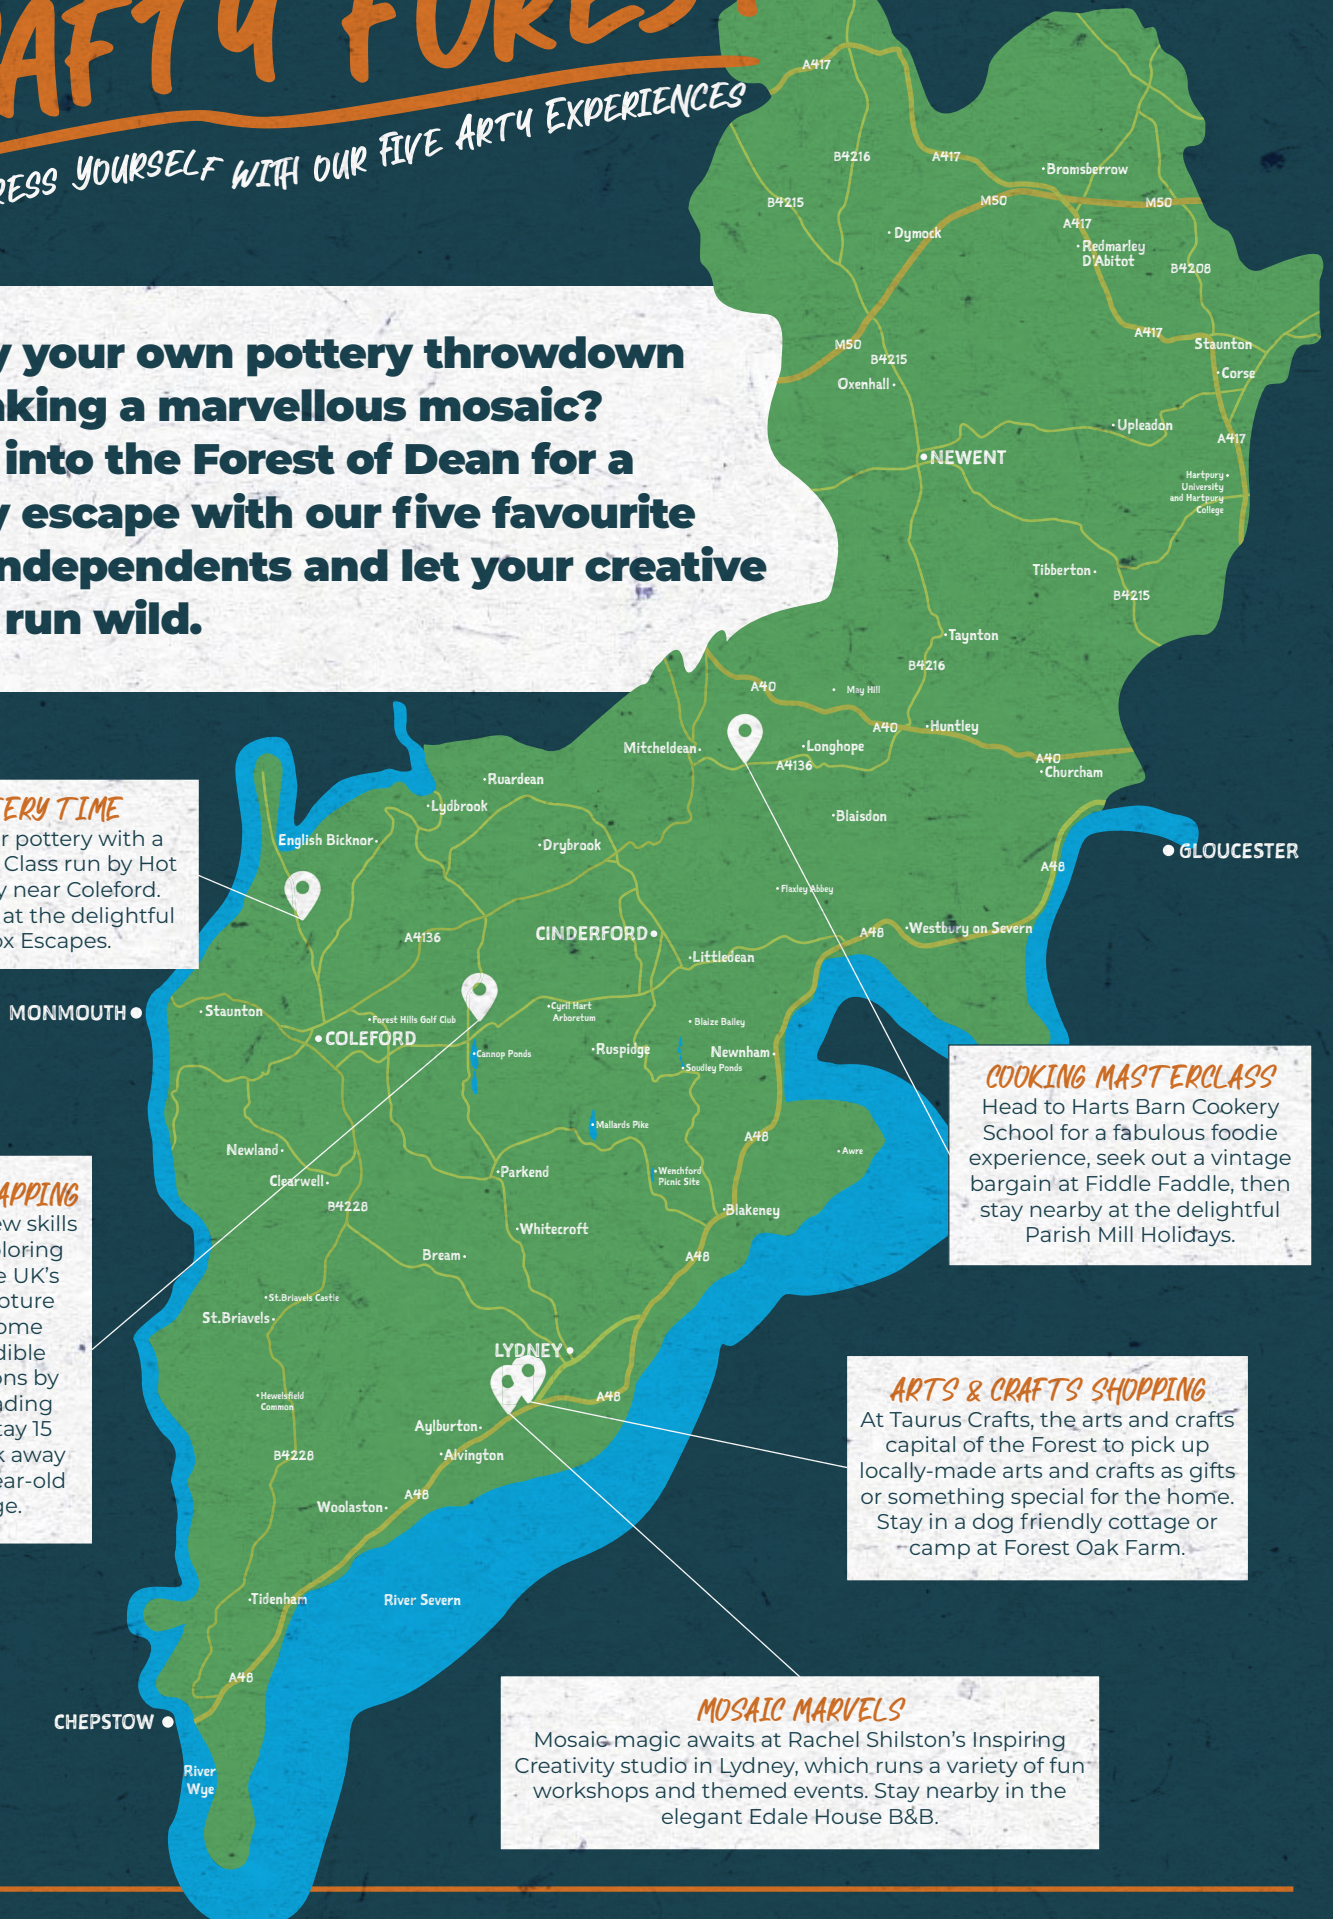 AFTY FOREST
RESS YOURSELF WITH OUR FIVE ARTY EXPERIENCES
y your own pottery throwdown
aking a marvellous mosaic?
into the Forest of Dean for a
y escape with our five favourite
ndependents and let your creative
run wild.
A417
B4216
A417
Bromsberrow
B4215
M50
M50
A417
Dymock
Redmarley
D'Abitot
B4208
A417
M50
Staunton
B4215
Corse
Oxenhall
Upleadon
A417
NEWENT
Hartpury
University
and Hartpury
College
Tibberton
B4215
Taynton
B4216
A40
May Hill
A40
Huntley
Mitcheldean
Longhope
A4136
A40
Churcham
Ruardean
Lydbrook
Blaisdon
English Bicknor
Drybrook
GLOUCESTER
A48
Flaxley Abbey
A4136
CINDERFORD
A48
Westbury on Severn
Littledean
MONMOUTH
Staunton
Forest Hills Golf Club
Cyril Hart
Arboretum
Blaize Bailey
COLEFORD
Cannop Ponds
Ruspidge
Newnham
Soudley Ponds
Mallards Pike
A48
Awre
Newland
Clearwell
Parkend
Wenchford
Picnic Site
B4228
Blakeney
Whitecroft
Bream
A48
St.Briavels Castle
St.Briavels
LYDNEY
Hewelsfield
Common
A48
Aylburton
B4228
Alvington
A48
Woolaston
Tidenham
River Severn
A48
CHEPSTOW
River
Wye
TERY TIME
r pottery with a
Class run by Hot
y near Coleford.
at the delightful
ox Escapes.
APPING
ew skills
ploring
e UK's
pture
ome
dible
ons by
ading
tay 15
k away
ear-old
ge.
COOKING MASTERCLASS
Head to Harts Barn Cookery
School for a fabulous foodie
experience, seek out a vintage
bargain at Fiddle Faddle, then
stay nearby at the delightful
Parish Mill Holidays.
ARTS & CRAFTS SHOPPING
At Taurus Crafts, the arts and crafts
capital of the Forest to pick up
locally-made arts and crafts as gifts
or something special for the home.
Stay in a dog friendly cottage or
camp at Forest Oak Farm.
MOSAIC MARVELS
Mosaic magic awaits at Rachel Shilston's Inspiring
Creativity studio in Lydney, which runs a variety of fun
workshops and themed events. Stay nearby in the
elegant Edale House B&B.